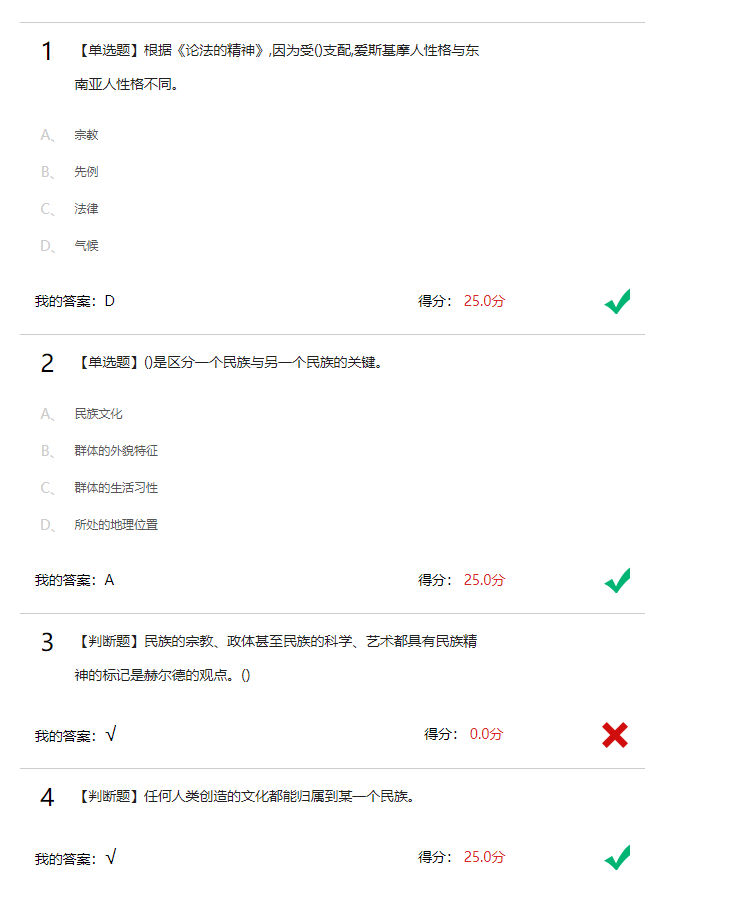 1 【单选题】根据《论法的精神》,因为受()支配,爱斯基摩人性格与东
南亚人性格不同。
A、 宗教
B、 先例
C、 法律
D、 气候
我的答案：D 得分： 25.0分
2 【单选题】()是区分一个民族与另一个民族的关键。
A、 民族文化
B、 群体的外貌特征
C、 群体的生活习性
D、 所处的地理位置
我的答案：A 得分： 25.0分
3 【判断题】民族的宗教、政体甚至民族的科学、艺术都具有民族精
神的标记是赫尔德的观点。()
我的答案：√ 得分： 0.0分
4 【判断题】任何人类创造的文化都能归属到某一个民族。
我的答案：√ 得分： 25.0分